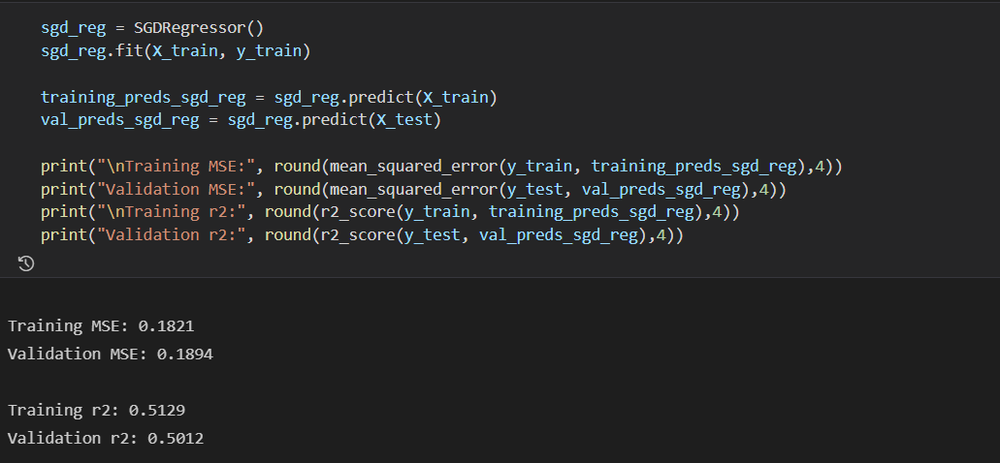 sgd_reg = SGDRegressor()
sgd_reg.fit(X_train, y_train)
training_preds_sgd_reg = sgd_reg.predict(X_train)
val_preds_sgd_reg = sgd_reg.predict(X_test)
print("\nTraining MSE:", round(mean_squared_error(y_train, training_preds_sgd_reg),4))
print("Validation MSE:", round(mean_squared_error(y_test, val_preds_sgd_reg),4))
print("\nTraining r2:", round(r2_score(y_train, training_preds_sgd_reg),4))
print("Validation r2:", round(r2_score(y_test, val_preds_sgd_reg),4))
Training MSE: 0.1821
Validation MSE: 0.1894
Training r2: 0.5129
Validation r2: 0.5012